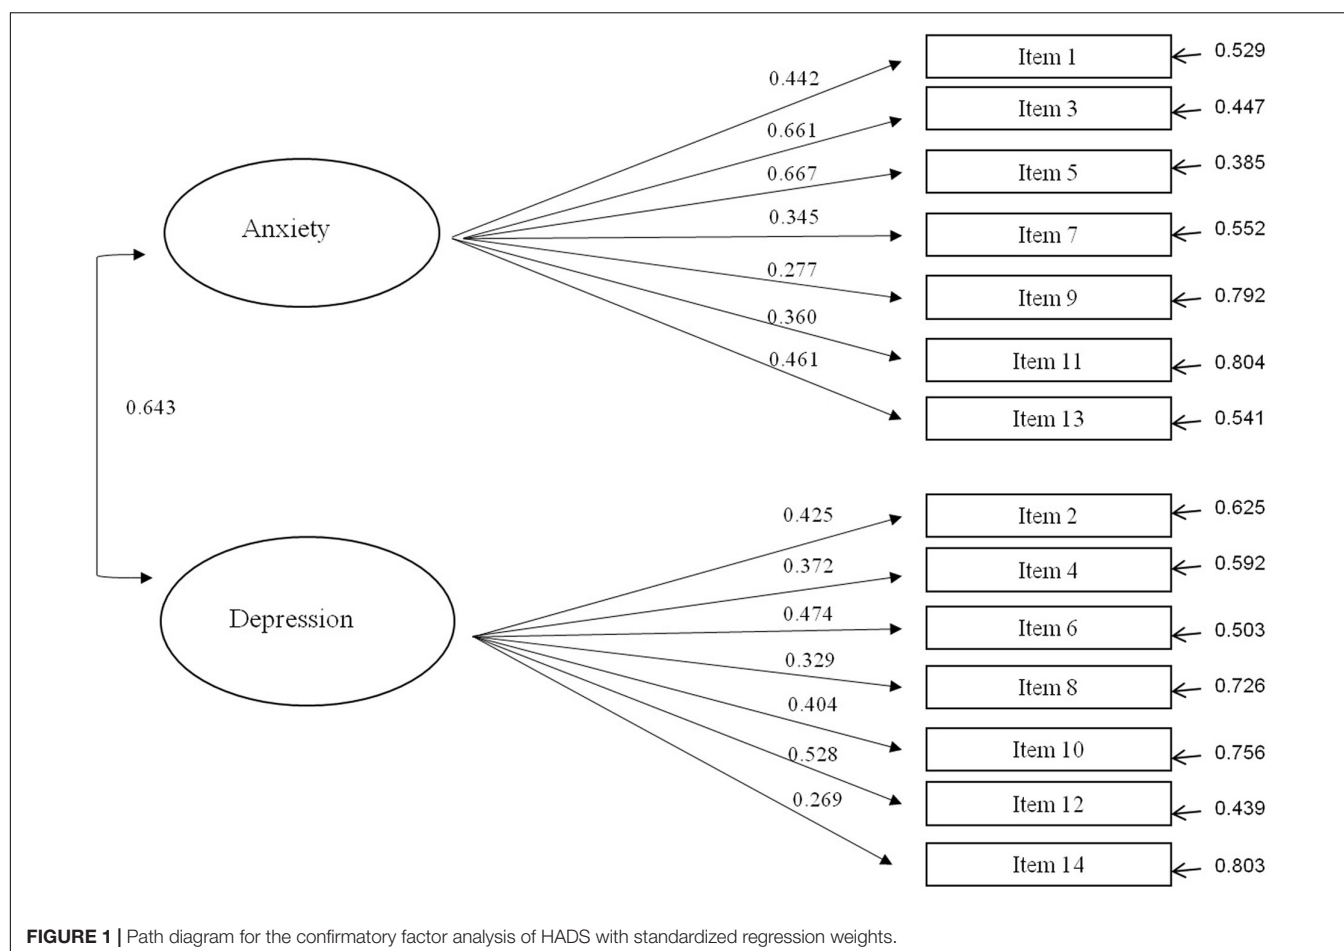 0.442 Item 1 0.529
0.661 Item 3 0.447
0.667 Item 5 0.385
Anxiety 0.345 Item 7 0.552
0.277 Item 9 0.792
0.360 Item 11 0.804
0.461 Item 13 0.541
0.643
0.425 Item 2 0.625
0.372 Item 4 0.592
Depression 0.474 Item 6 0.503
0.329 Item 8 0.726
0.404 Item 10 0.756
0.528 Item 12 0.439
0.269 Item 14 0.803
FIGURE 1 | Path diagram for the confirmatory factor analysis of HADS with standardized regression weights.